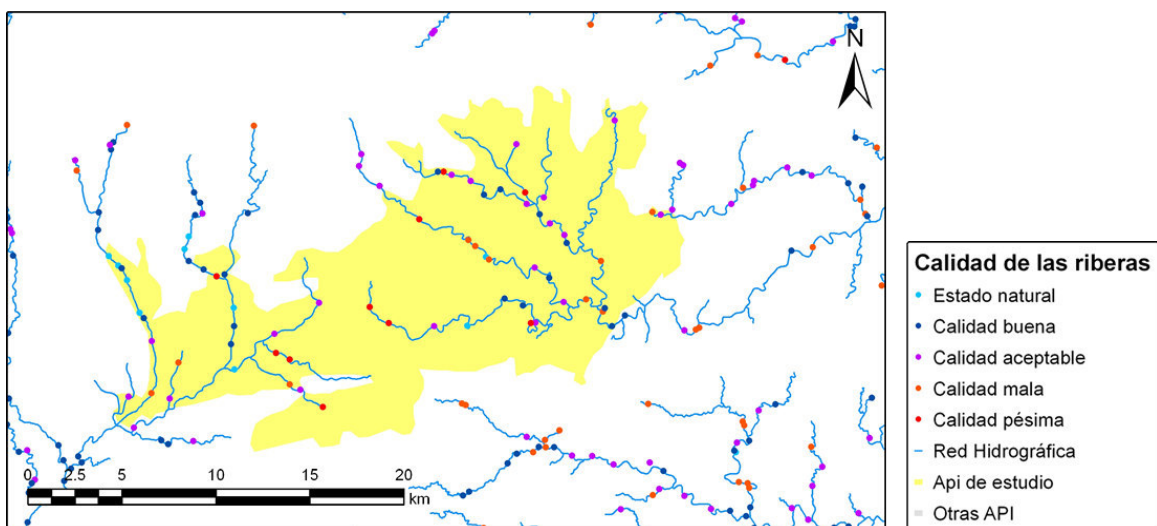 N
0 2.5 5 10 15 20
km
Calidad de las riberas
Estado natural
Calidad buena
Calidad aceptable
Calidad mala
Calidad pésima
Red Hidrográfica
Api de estudio
Otras API